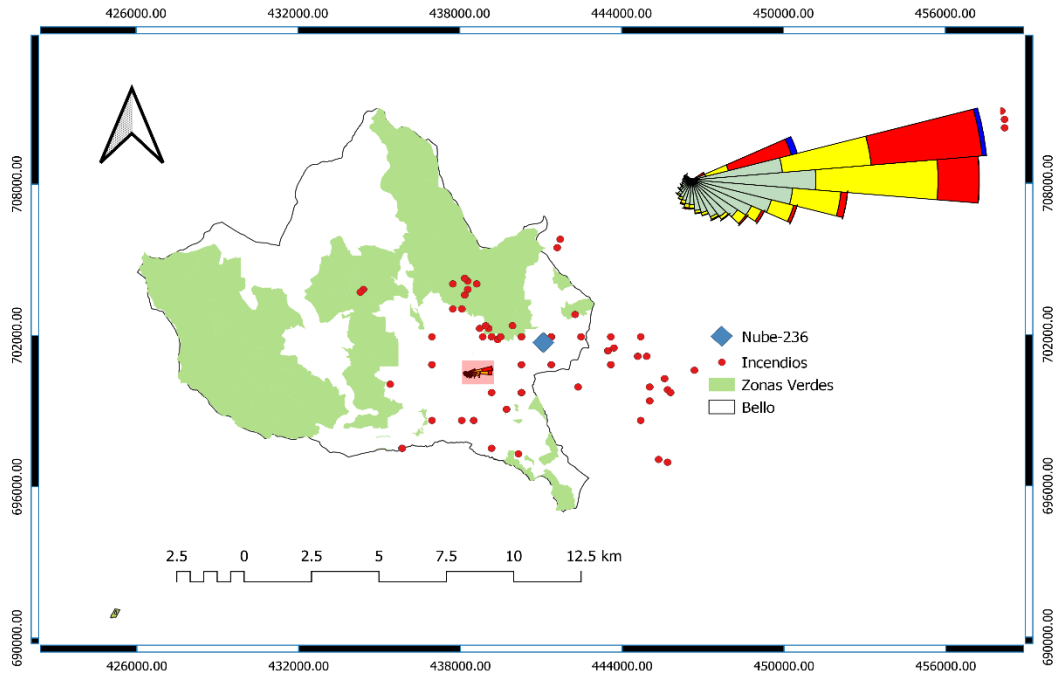 426000.00 432000.00 438000.00 444000.00 450000.00 456000.00
708000.00 708000.00
702000.00 702000.00
Nube-236
Incendios
Zonas Verdes
Bello
696000.00 696000.00
2.5 0 2.5 5 7.5 10 12.5 km
690000.00 690000.00
426000.00 432000.00 438000.00 444000.00 450000.00 456000.00